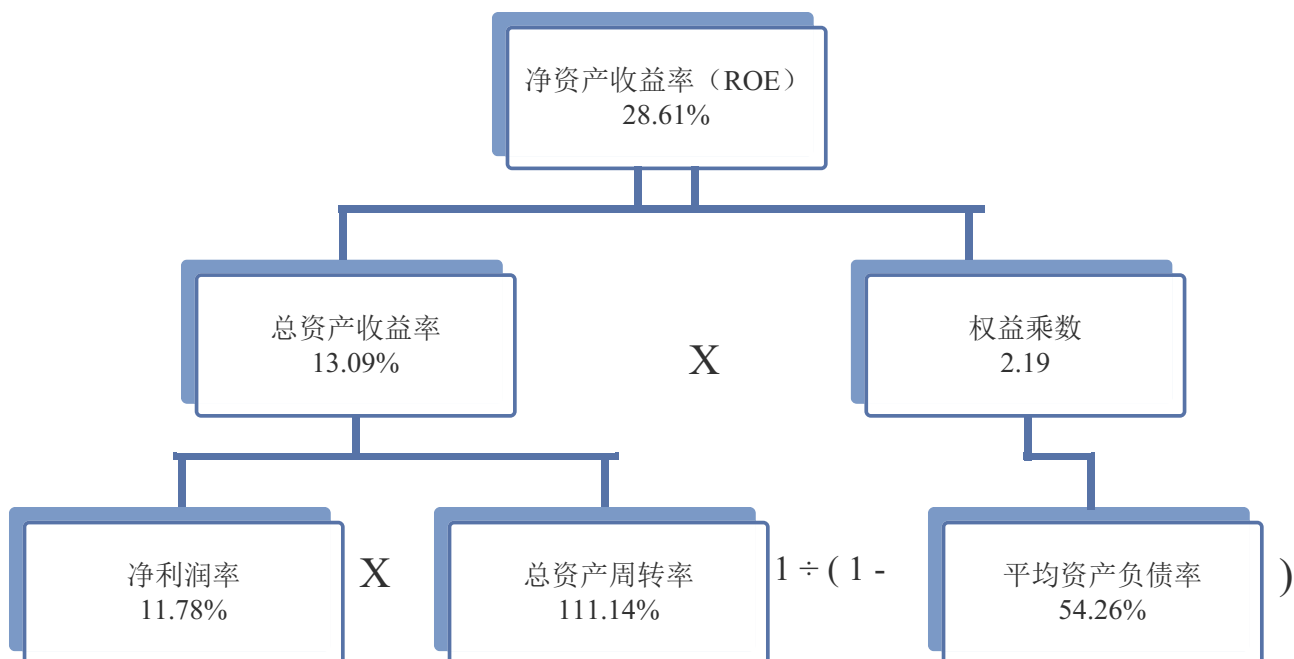 净资产收益率（ROE）
28.61%
总资产收益率
13.09%
X
权益乘数
2.19
净利润率
11.78%
X
总资产周转率
111.14%
1 ÷ ( 1 -
平均资产负债率
54.26%
)